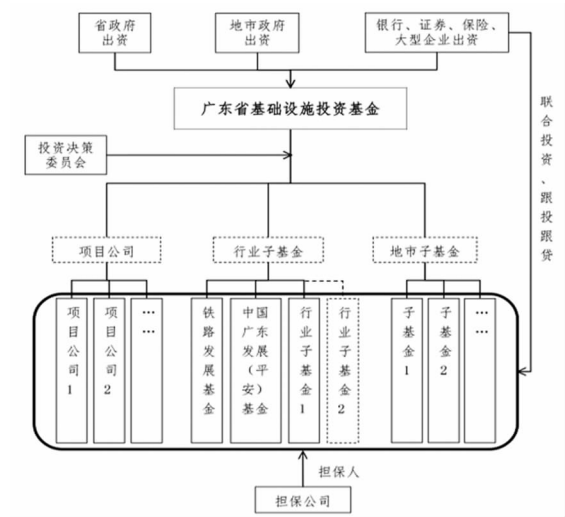 省政府
出资
地市政府
出资
银行、证券、保险、
大型企业出资
广东省基础设施投资基金
联合投资、跟投跟贷
投资决策
委员会
项目公司
行业子基金
地市子基金
项目公司1
项目公司2
……
铁路发展基金
中国
广东
发展
（平
安）
基金
行业子基金1
行业子基金2
子基金1
子基金2
……
担保人
担保公司